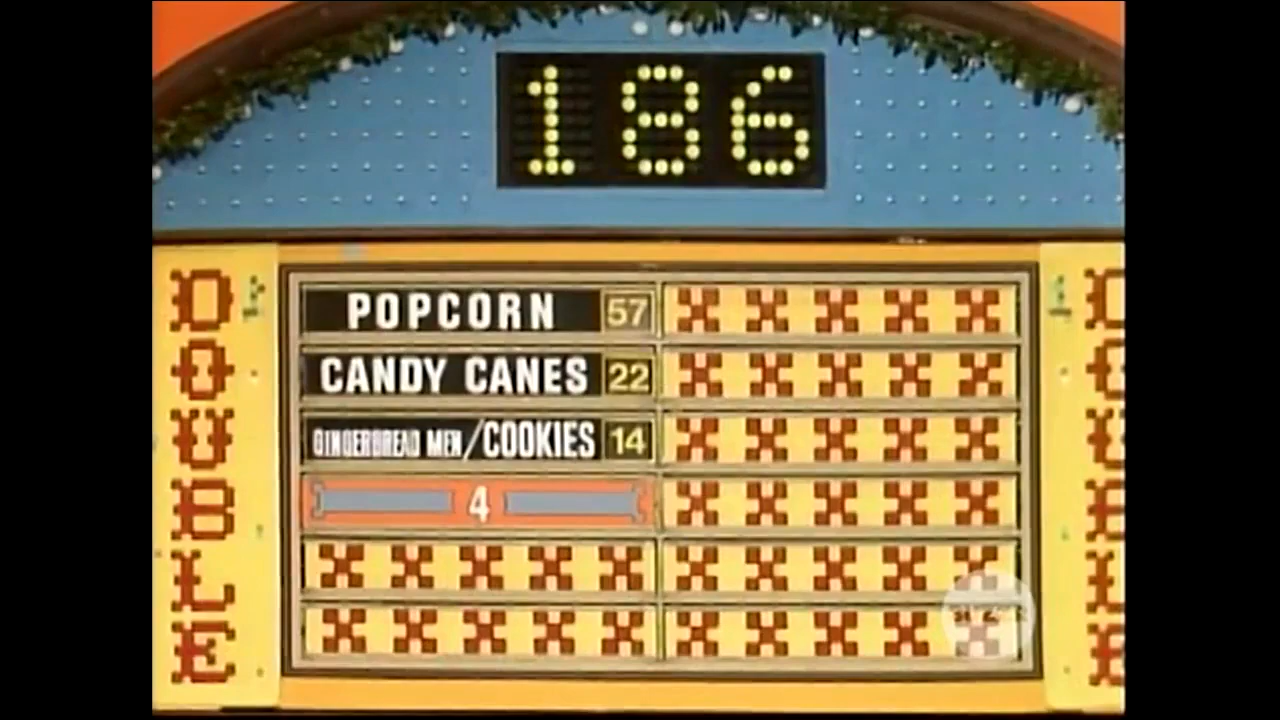 186
DOUBLE
POPCORN 57
CANDY CANES 22
GINGERBREAD MEN/COOKIES 14
4
DOUBLE